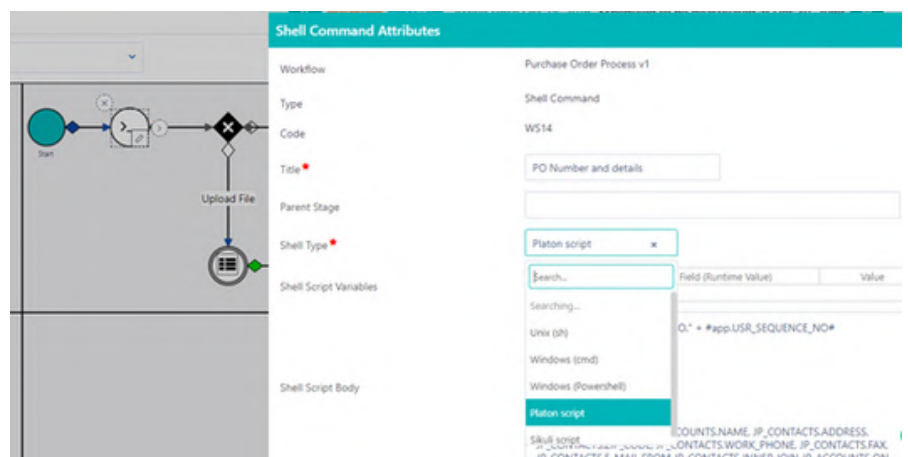 Shell Command Attributes
Workflow
Purchase Order Process v1
Type
Shell Command
Code
WS14
Title *
PO Number and details
Parent Stage
Shell Type *
Platon script ×
Search...
Searching...
Unix (sh)
Windows (cmd)
Windows (Powershell)
Platon script
Sikuli script
Shell Script Variables
Field (Runtime Value)
Value
Shell Script Body
O." + #app.USR_SEQUENCE_NO#
COUNTS.NAME, JP_CONTACTS.ADDRESS,
CONTACTS.WORK_PHONE, JP_CONTACTS.FAX,
Start
Upload File